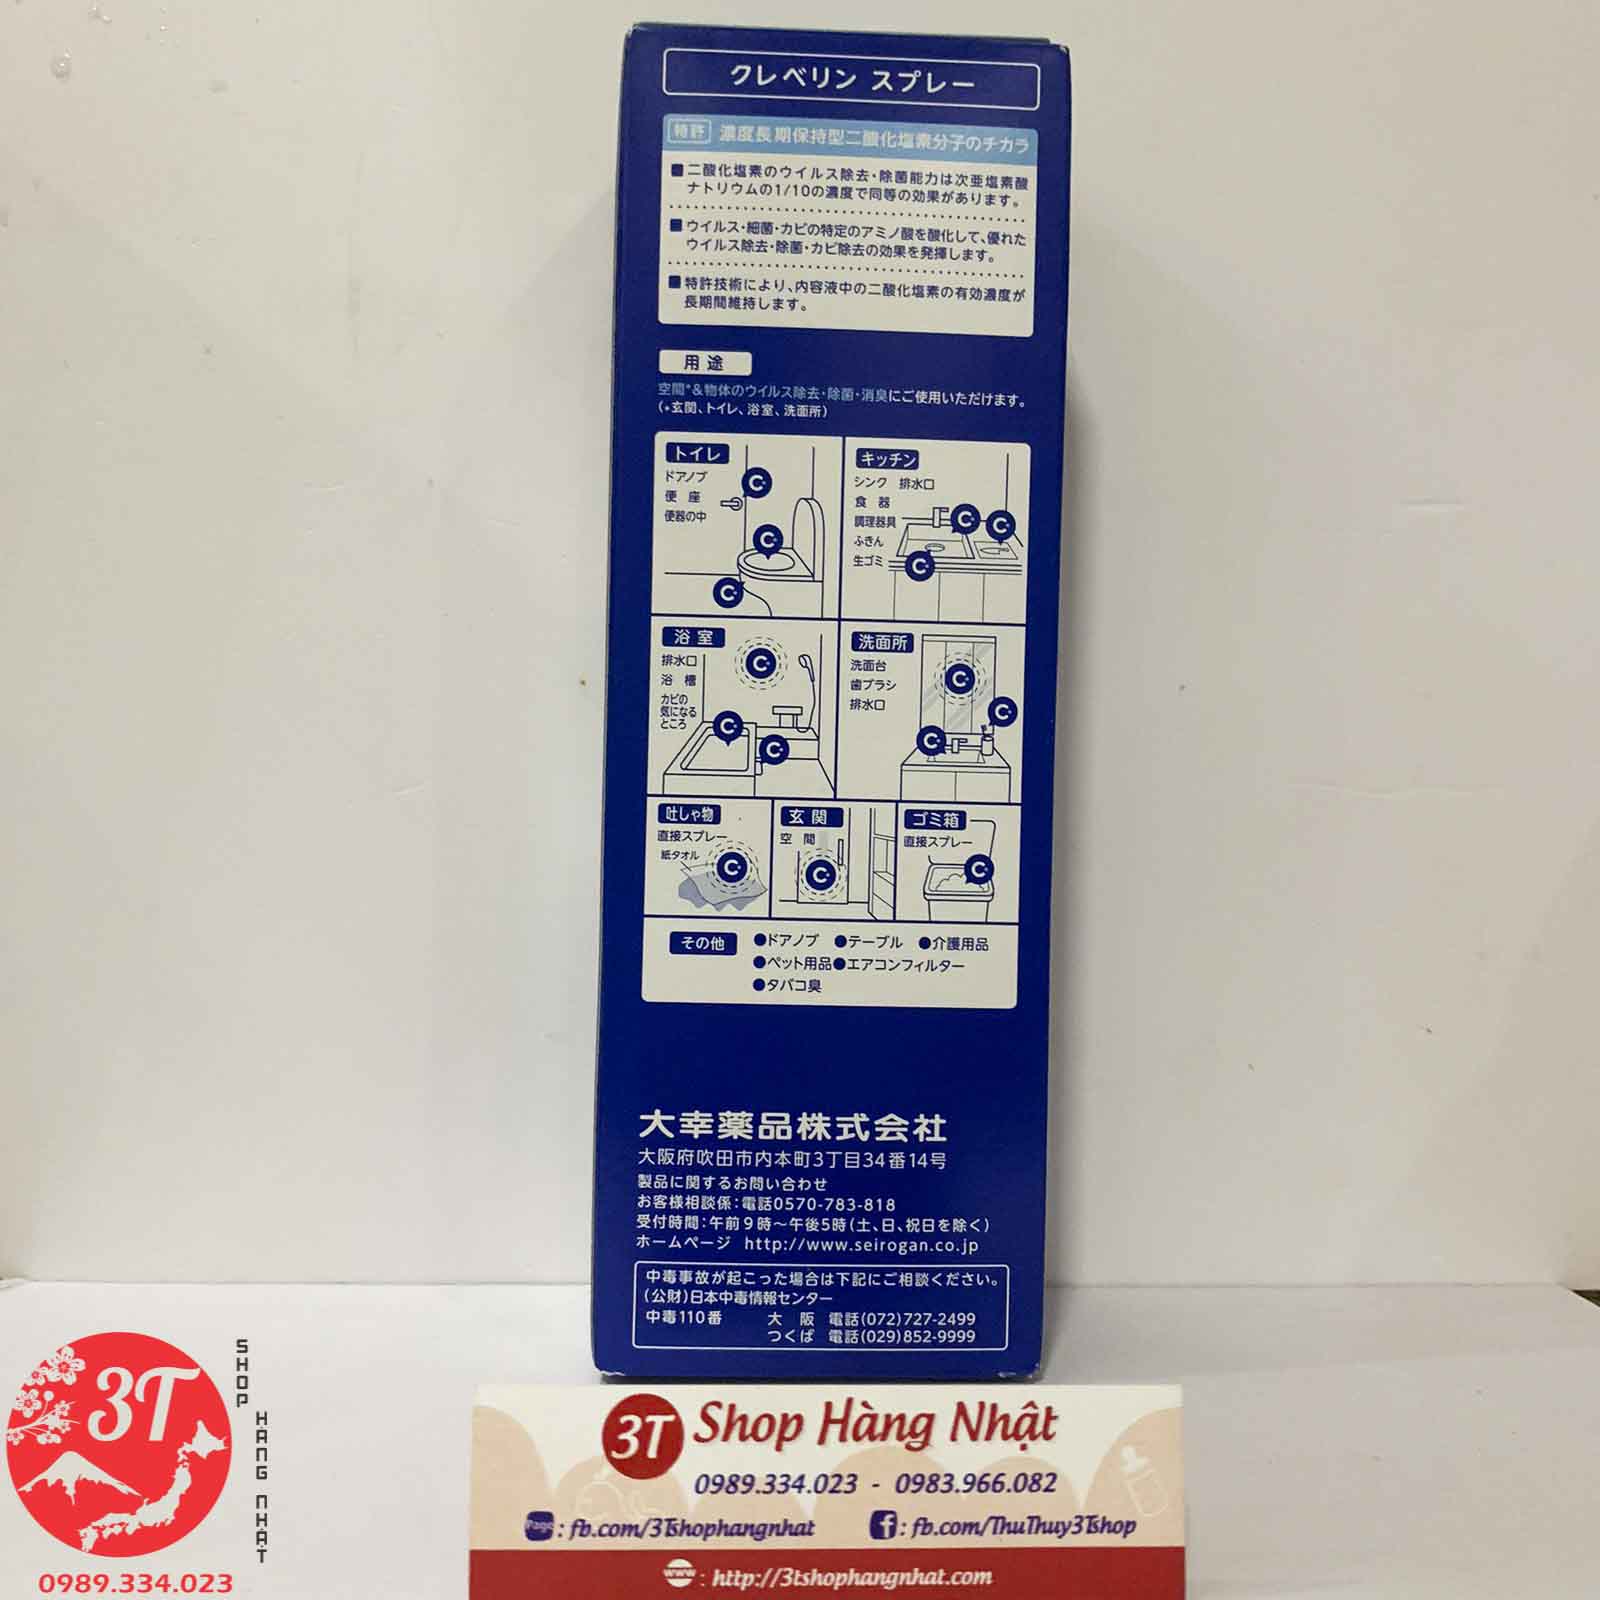 クレベリン スプレー
特許 濃度長期保持型二酸化塩素分子のチカラ
■二酸化塩素のウイルス除去・除菌能力は次亜塩素酸
ナトリウムの1/10の濃度で同等の効果があります。
■ウイルス・細菌・カビの特定のアミノ酸を酸化して、優れた
ウイルス除去・除菌・カビ除去の効果を発揮します。
■特許技術により、内容液中の二酸化塩素の有効濃度が
長期間維持します。
用途
空間*&物体のウイルス除去・除菌・消臭にご使用いただけます。
(*玄関、トイレ、浴室、洗面所)
トイレ
ドアノブ
便 座
便器の中
キッチン
シンク 排水口
食 器
調理器具
ふきん
生ゴミ
浴室
排水口
浴 槽
カビの
気になる
ところ
洗面所
洗面台
歯ブラシ
排水口
吐しゃ物
直接スプレー
紙タオル
玄関
空 間
ゴミ箱
直接スプレー
その他
●ドアノブ ●テーブル ●介護用品
●ペット用品●エアコンフィルター
●タバコ臭
大幸薬品株式会社
大阪府吹田市内本町3丁目34番14号
製品に関するお問い合わせ
お客様相談係:電話0570-783-818
受付時間:午前9時～午後5時(土、日、祝日を除く)
ホームページ http://www.seirogan.co.jp
中毒事故が起こった場合は下記にご相談ください。
(公財)日本中毒情報センター
中毒110番 大 阪 電話(072)727-2499
つくば 電話(029)852-9999
3T Shop Hàng Nhật
0989.334.023 - 0983.966.082
Page : fb.com/3Tshophangnhat
f : fb.com/ThuThuy3Tshop
www : http://3tshophangnhat.com
3T
SHOP
HÀNG NHẬT
0989.334.023